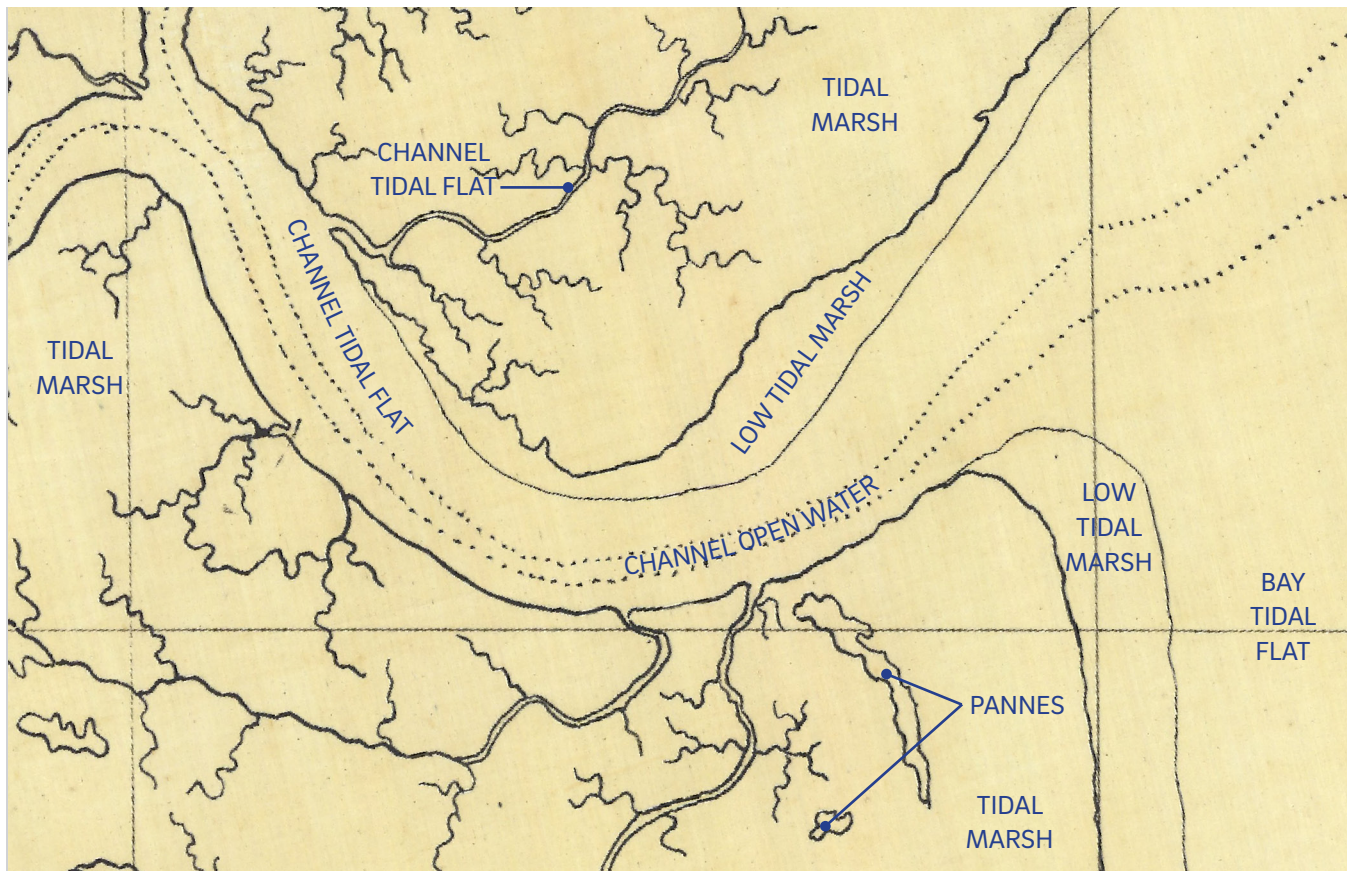 TIDAL
MARSH
CHANNEL
TIDAL FLAT
CHANNEL TIDAL FLAT
TIDAL
MARSH
LOW TIDAL MARSH
CHANNEL OPEN WATER
LOW
TIDAL
MARSH
BAY
TIDAL
FLAT
PANNES
TIDAL
MARSH